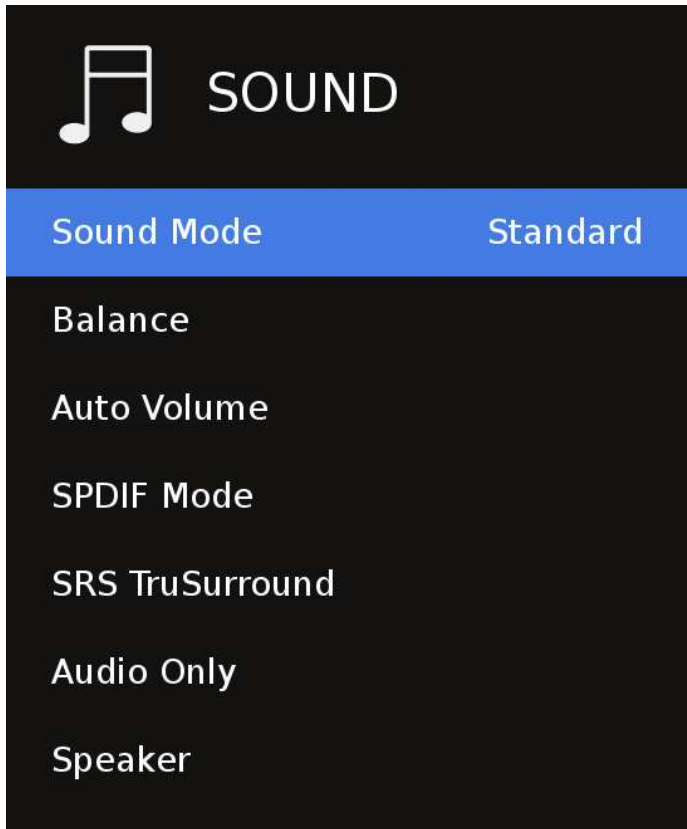 SOUND
Sound Mode Standard
Balance
Auto Volume
SPDIF Mode
SRS TruSurround
Audio Only
Speaker